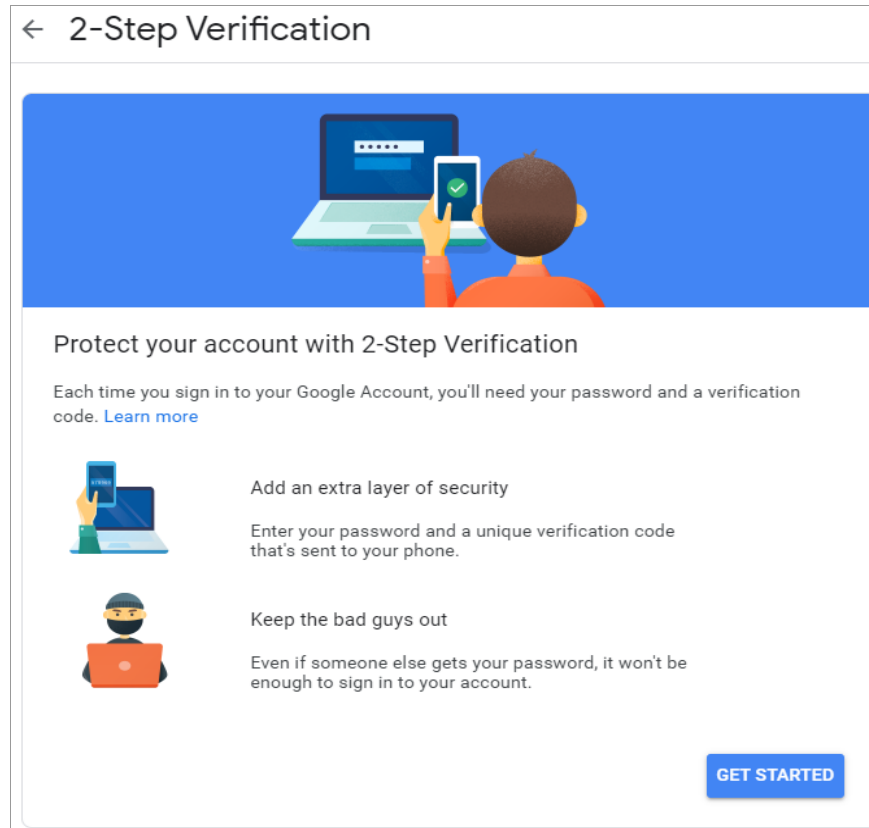 2-Step Verification
Protect your account with 2-Step Verification
Each time you sign in to your Google Account, you'll need your password and a verification
code. Learn more
Add an extra layer of security
Enter your password and a unique verification code
that's sent to your phone.
Keep the bad guys out
Even if someone else gets your password, it won't be
enough to sign in to your account.
GET STARTED